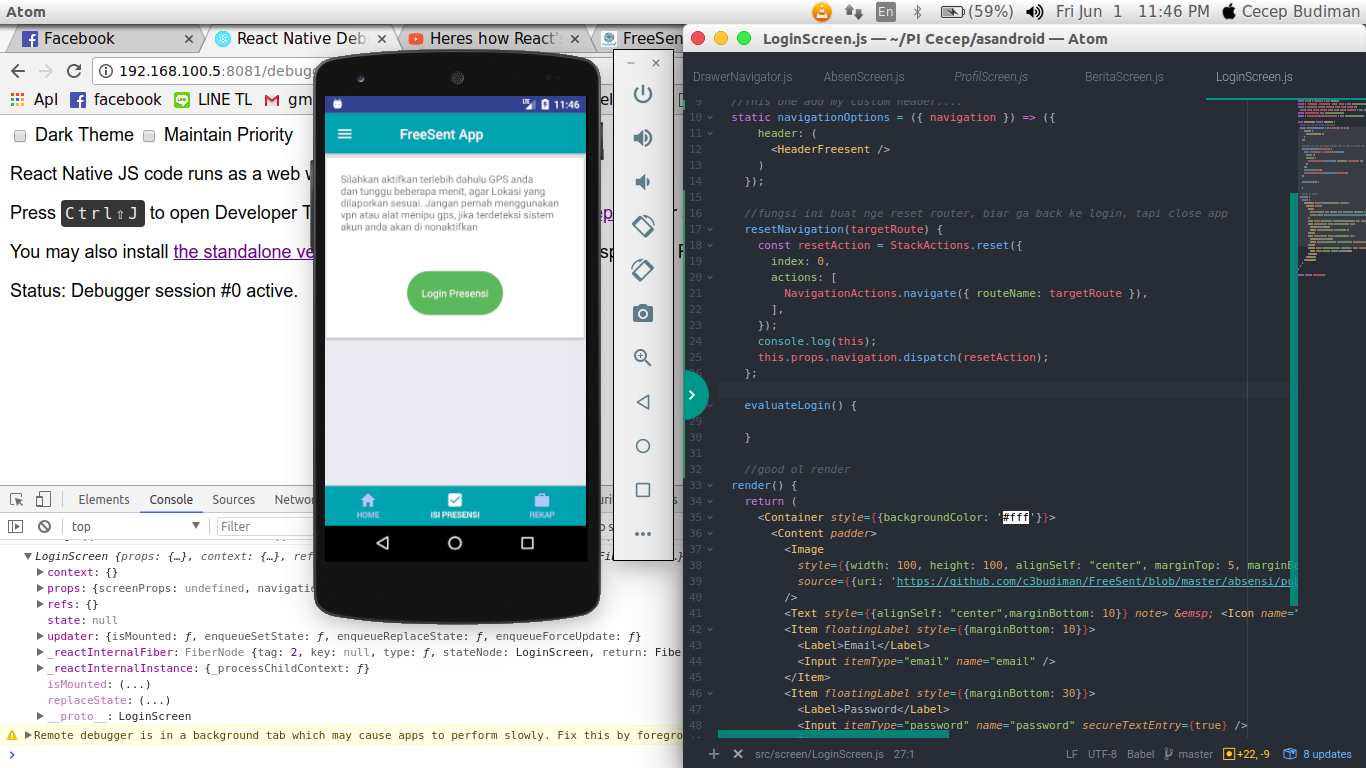 Atom
En
(59%)
Fri Jun 1 11:46 PM
Cecep Budiman
Facebook
React Native Deb
Heres how React's
FreeSen
LoginScreen.js — ~/PI Cecep/asandroid — Atom
192.168.100.5:8081/debug
Apl
facebook
LINE TL
gm
Dark Theme
Maintain Priority
React Native JS code runs as a web w
Press Ctrl⇧J to open Developer T
You may also install the standalone ve
Status: Debugger session #0 active.
11:46
FreeSent App
Silahkan aktifkan terlebih dahulu GPS anda
dan tunggu beberapa menit, agar Lokasi yang
dilaporkan sesuai. Jangan pernah menggunakan
vpn atau alat menipu gps, jika terdeteksi sistem
akun anda akan di nonaktifkan
Login Presensi
HOME
ISI PRESENSI
REKAP
Elements
Console
Sources
Networ
top
Filter
▼LoginScreen {props: {…}, context: {…}, ref
▶context: {}
▶props: {screenProps: undefined, navigatio
▶refs: {}
state: null
▶updater: {isMounted: ƒ, enqueueSetState: ƒ, enqueueReplaceState: ƒ, enqueueForceUpdate: ƒ}
▶_reactInternalFiber: FiberNode {tag: 2, key: null, type: ƒ, stateNode: LoginScreen, return: Fibe
▶_reactInternalInstance: {_processChildContext: ƒ}
isMounted: (...)
replaceState: (...)
▶__proto__: LoginScreen
▶Remote debugger is in a background tab which may cause apps to perform slowly. Fix this by foregro
DrawerNavigator.js
AbsenScreen.js
ProfilScreen.js
BeritaScreen.js
LoginScreen.js
9 //This one add my custom header....
10 static navigationOptions = ({ navigation }) => ({
11 header: (
12 <HeaderFreesent />
13 )
14 });
15
16 //fungsi ini buat nge reset router, biar ga back ke login, tapi close app
17 resetNavigation(targetRoute) {
18 const resetAction = StackActions.reset({
19 index: 0,
20 actions: [
21 NavigationActions.navigate({ routeName: targetRoute }),
22 ],
23 });
24 console.log(this);
25 this.props.navigation.dispatch(resetAction);
26 };
evaluateLogin() {
29
30 }
31
32 //good ol render
33 render() {
34 return (
35 <Container style={{backgroundColor: '#fff'}}>
36 <Content padder>
37 <Image
38 style={{width: 100, height: 100, alignSelf: "center", marginTop: 5, marginBo
39 source={{uri: 'https://github.com/c3budiman/FreeSent/blob/master/absensi/pub
40 />
41 <Text style={{alignSelf: "center",marginBottom: 10}} note> &emsp; <Icon name="
42 <Item floatingLabel style={{marginBottom: 10}}>
43 <Label>Email</Label>
44 <Input itemType="email" name="email" />
45 </Item>
46 <Item floatingLabel style={{marginBottom: 30}}>
47 <Label>Password</Label>
48 <Input itemType="password" name="password" secureTextEntry={true} />
src/screen/LoginScreen.js
27:1
LF
UTF-8
Babel
master
+22, -9
8 updates